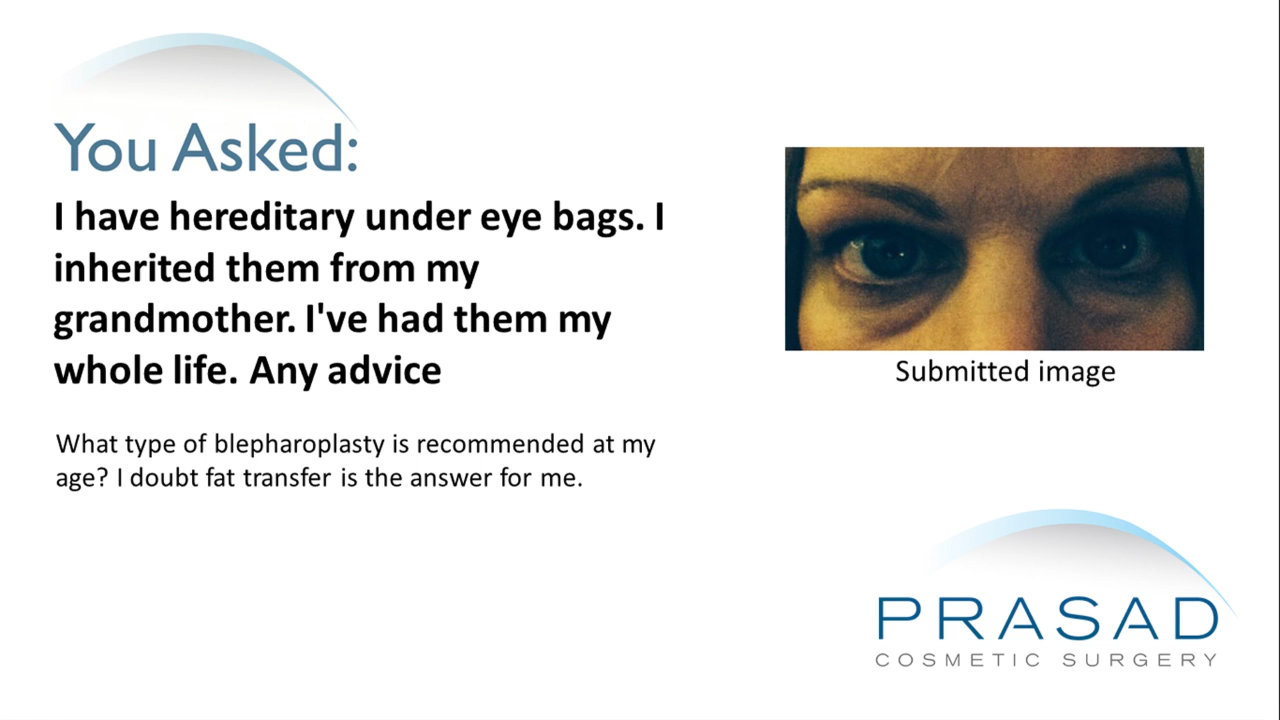 You Asked:
I have hereditary under eye bags. I
inherited them from my
grandmother. I've had them my
whole life. Any advice
What type of blepharoplasty is recommended at my
age? I doubt fat transfer is the answer for me.
Submitted image
PRASAD
COSMETIC SURGERY